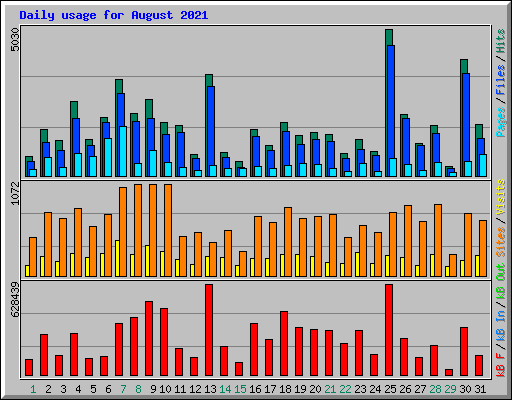 Daily usage for August 2021
5030
Pages / Files / Hits
1072
Sites / Visits
628439
kB F / kB In / kB Out
1 2 3 4 5 6 7 8 9 10 11 12 13 14 15 16 17 18 19 20 21 22 23 24 25 26 27 28 29 30 31